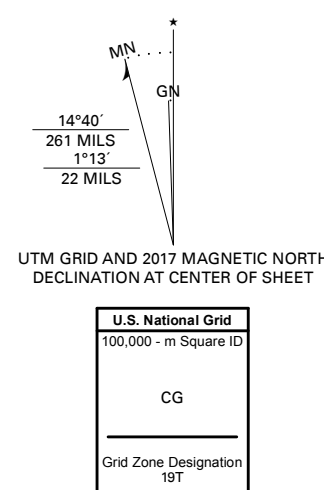 ★
MN
GN
14°40´
261 MILS
1°13´
22 MILS
UTM GRID AND 2017 MAGNETIC NORTH
DECLINATION AT CENTER OF SHEET
U.S. National Grid
100,000 - m Square ID
CG
Grid Zone Designation
19T